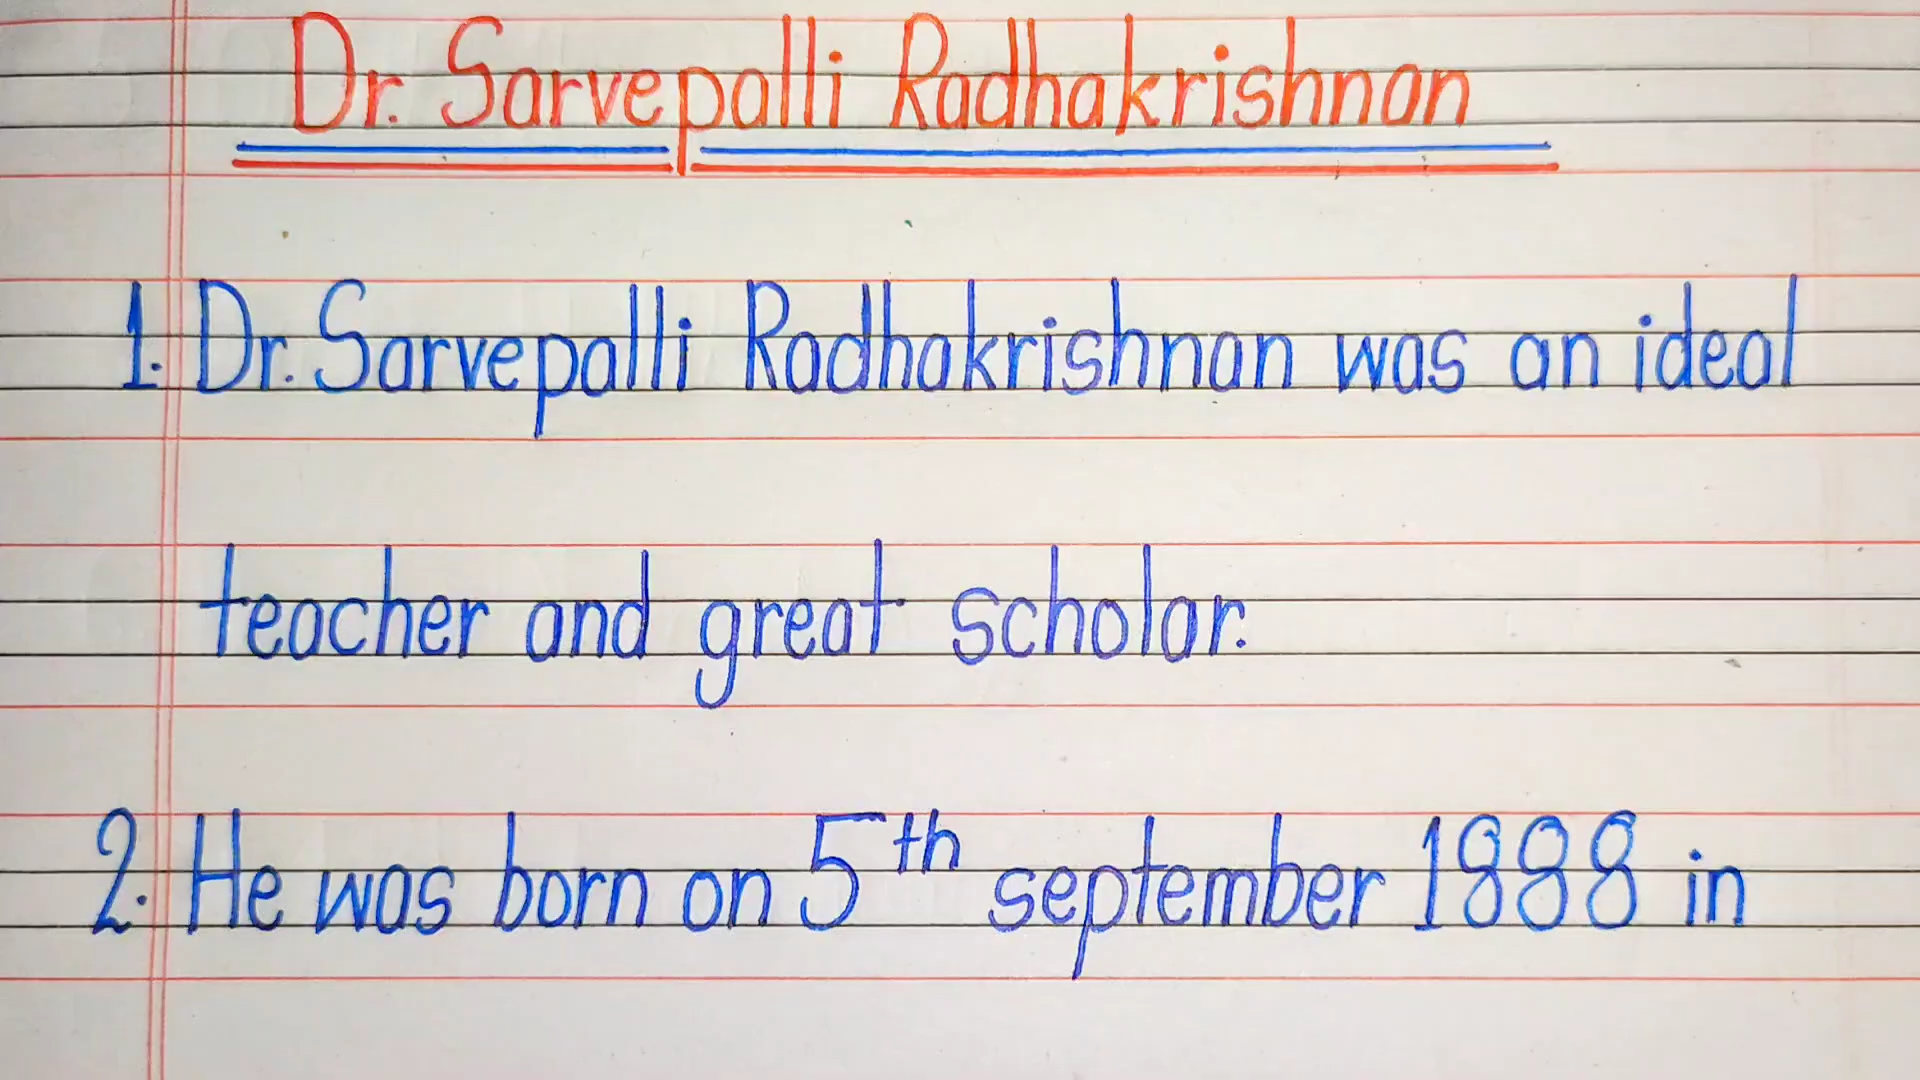 Dr. Sarvepalli Radhakrishnan
1. Dr. Sarvepalli Radhakrishnan was an ideal
teacher and great scholar.
2. He was born on 5th september 1888 in